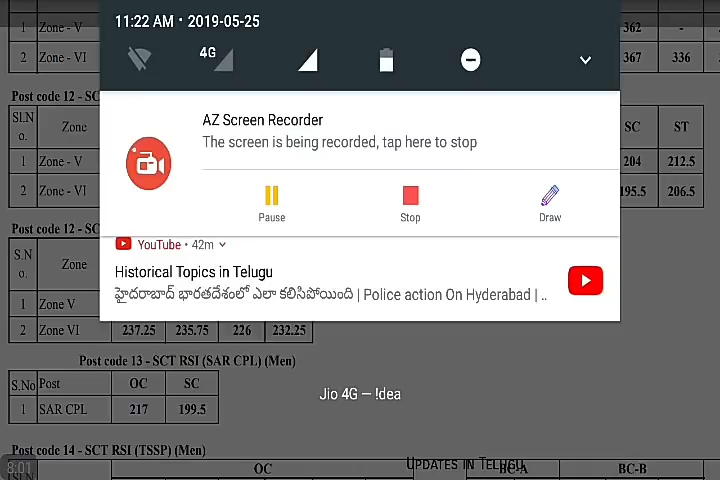 11:22 AM • 2019-05-25
4G
1 Zone - V 362 -
2 Zone - VI 367 336
Post code 12 - SC
Sl.N o. Zone SC ST
AZ Screen Recorder
The screen is being recorded, tap here to stop
1 Zone - V 204 212.5
2 Zone - VI 195.5 206.5
Pause Stop Draw
Post code 12 - SC
YouTube • 42m
S.N o. Zone
Historical Topics in Telugu
హైదరాబాద్ భారతదేశంలో ఎలా కలిసిపోయింది | Police action On Hyderabad | ..
1 Zone V
2 Zone VI 237.25 235.75 226 232.25
Post code 13 - SCT RSI (SAR CPL) (Men)
S.No Post OC SC
1 SAR CPL 217 199.5
Jio 4G — !dea
Post code 14 - SCT RSI (TSSP) (Men)
8:01
OC BC-A BC-B
UPDATES IN TELUGU